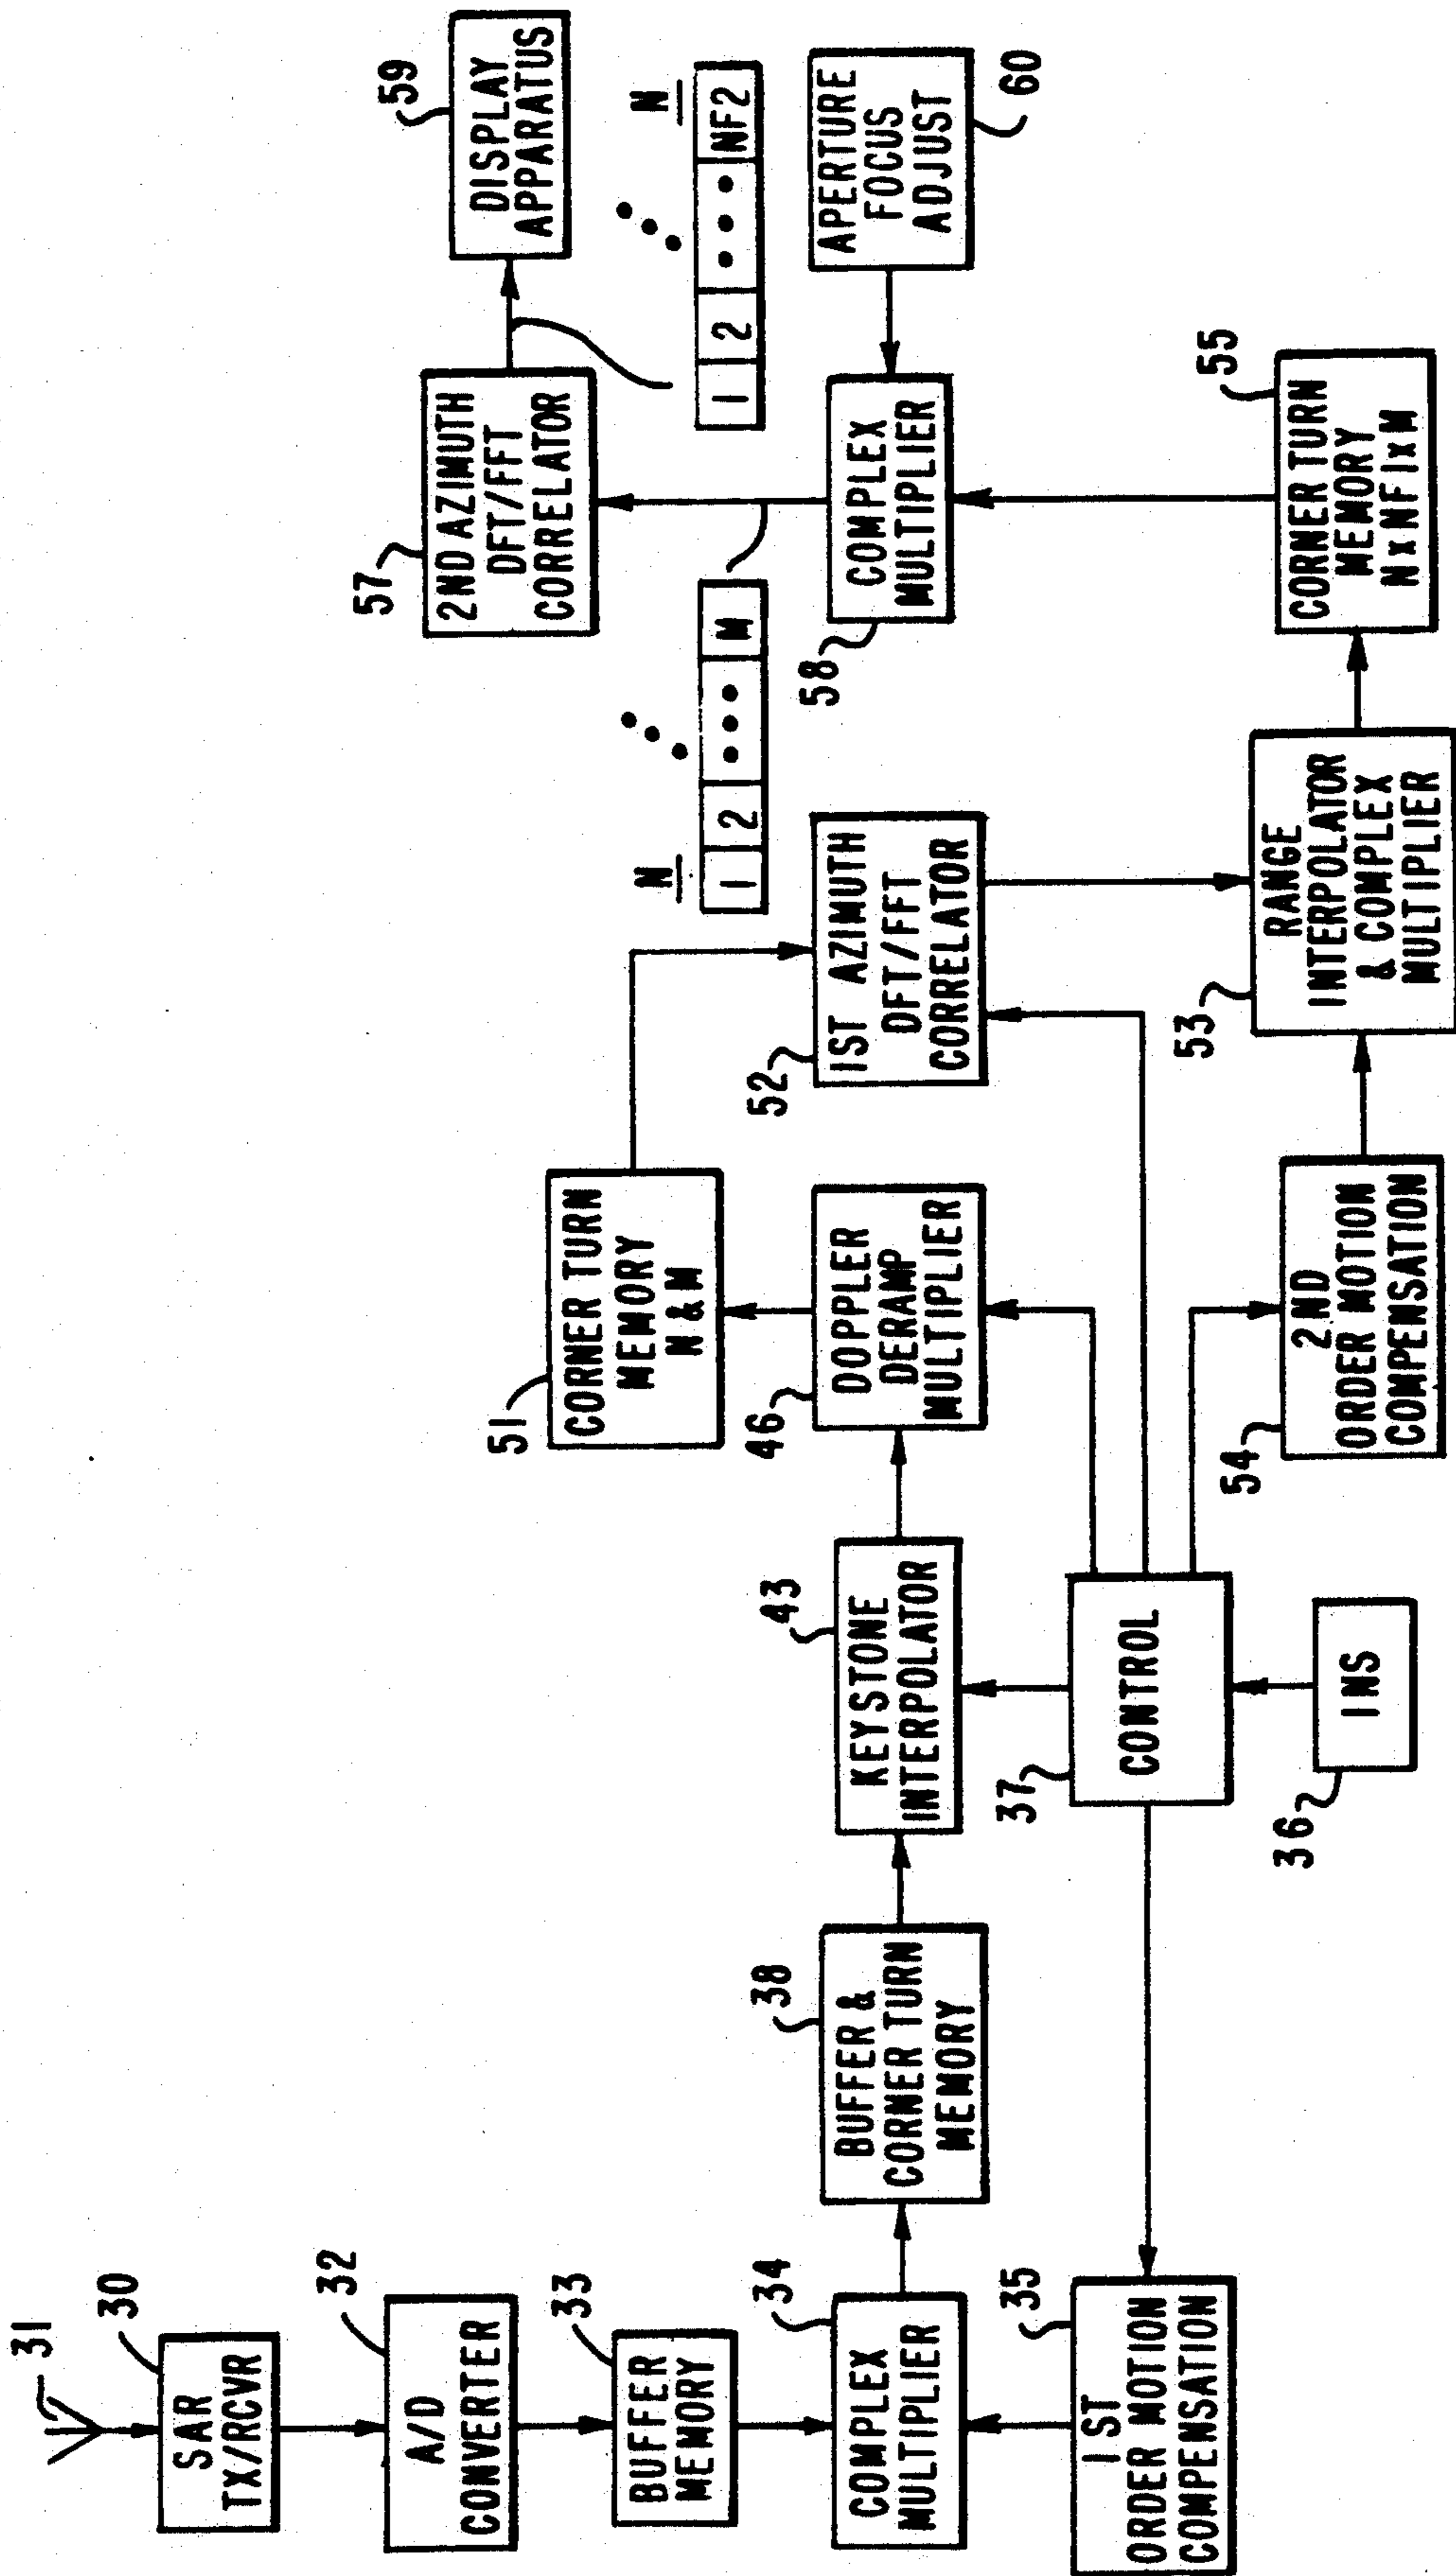 31
30
SAR
TX/RCVR
32
A/D
CONVERTER
33
BUFFER
MEMORY
34
COMPLEX
MULTIPLIER
35
1ST
ORDER MOTION
COMPENSATION
38
BUFFER &
CORNER TURN
MEMORY
43
KEYSTONE
INTERPOLATOR
37
CONTROL
36
INS
46
DOPPLER
DERAMP
MULTIPLIER
51
CORNER TURN
MEMORY
N & M
52
1ST AZIMUTH
DFT/FFT
CORRELATOR
54
2ND
ORDER MOTION
COMPENSATION
53
RANGE
INTERPOLATOR
& COMPLEX
MULTIPLIER
55
CORNER TURN
MEMORY
N x NF1 x M
58
COMPLEX
MULTIPLIER
N
1 2 ••• M
57
2ND AZIMUTH
DFT/FFT
CORRELATOR
N
1 2 ••• NF2
59
DISPLAY
APPARATUS
60
APERTURE
FOCUS
ADJUST